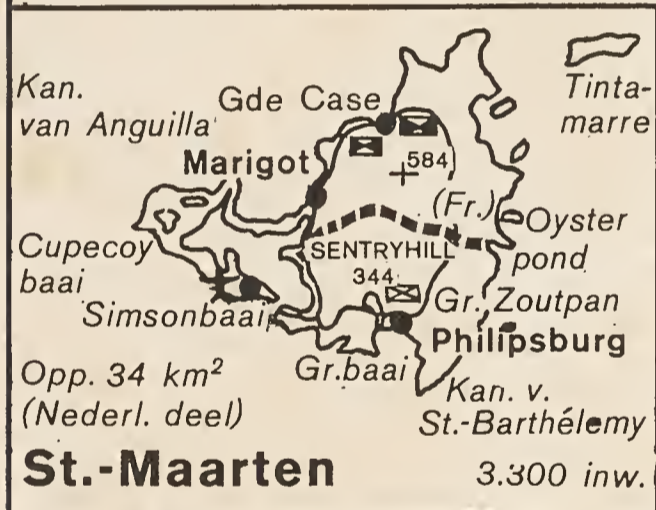 Kan.
van Anguilla
Gde Case
Tinta-
marre
Marigot
584
(Fr.)
Oyster
pond
Cupecoy
baai
SENTRYHILL
344
Simsonbaai
Gr. Zoutpan
Philipsburg
Gr.baai
Opp. 34 km²
(Nederl. deel)
Kan. v.
St.-Barthélemy
St.-Maarten
3.300 inw.